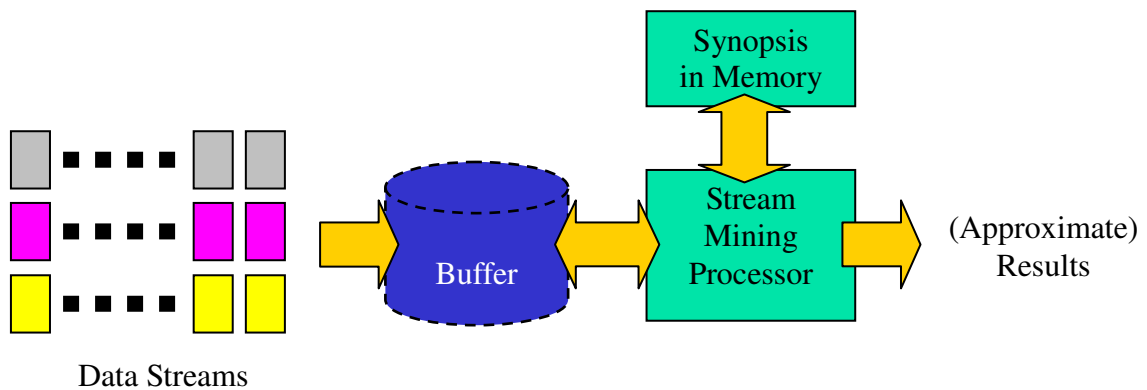 Synopsis
in Memory
Stream
Mining
Processor
Buffer
(Approximate)
Results
Data Streams